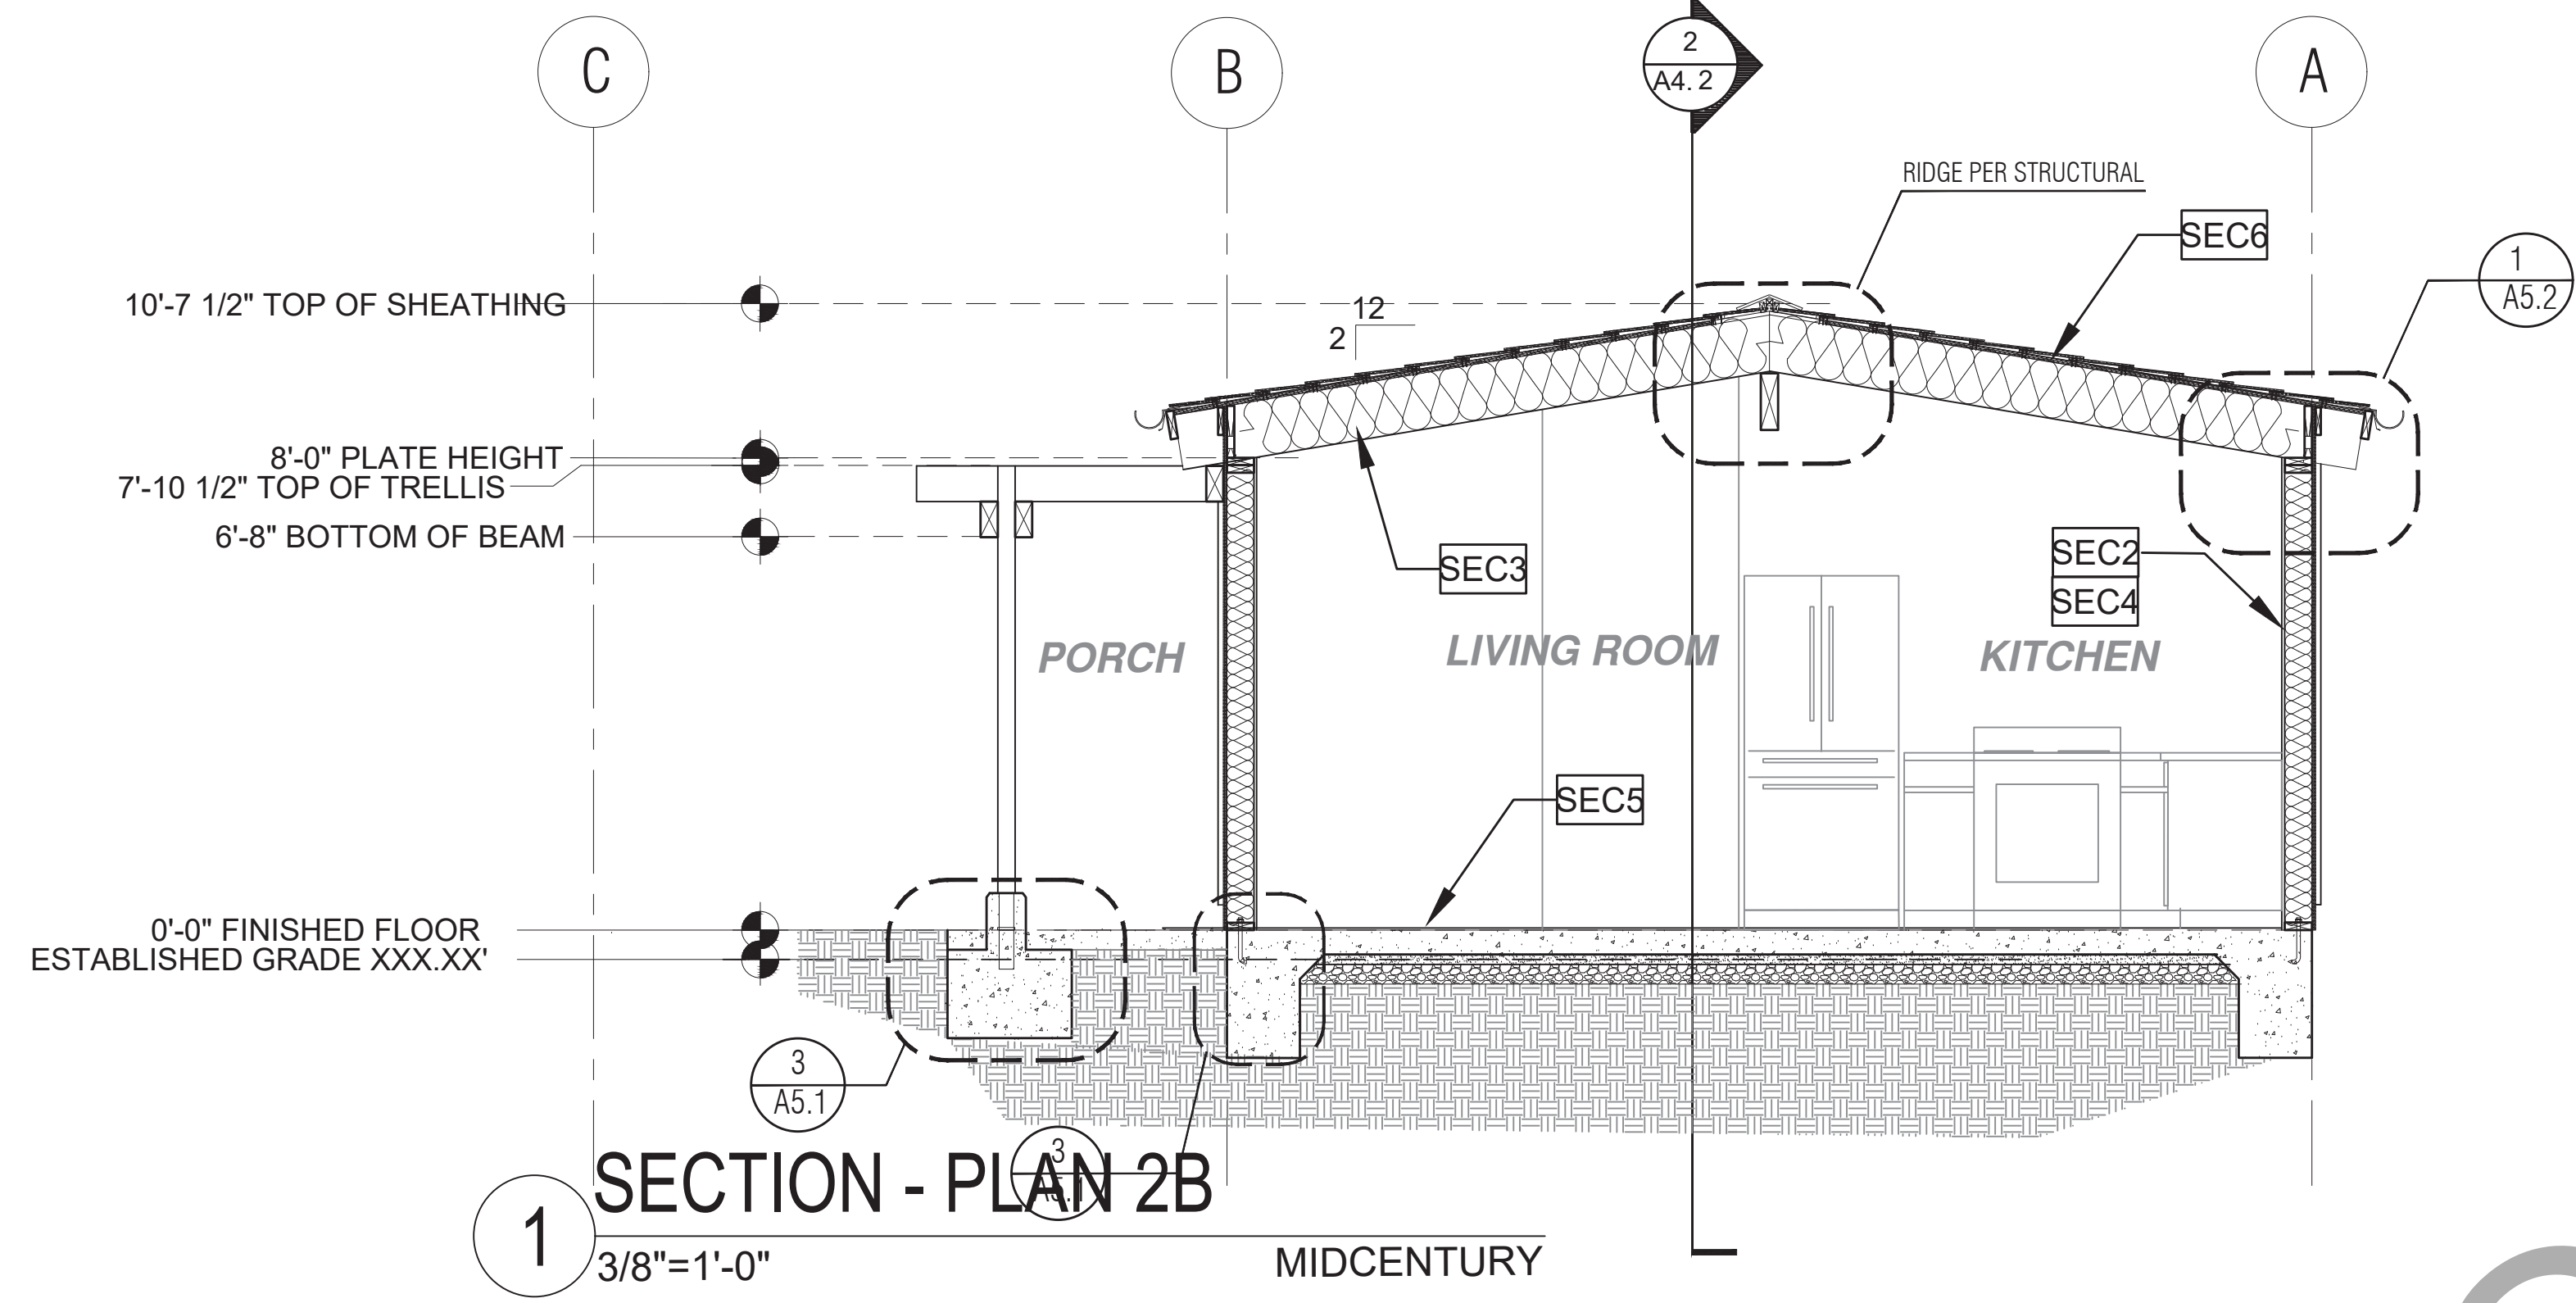 C
B
2
A4. 2
A
RIDGE PER STRUCTURAL
SEC6
1
A5.2
10'-7 1/2" TOP OF SHEATHING
12
2
8'-0" PLATE HEIGHT
7'-10 1/2" TOP OF TRELLIS
6'-8" BOTTOM OF BEAM
SEC3
SEC2
SEC4
PORCH
LIVING ROOM
KITCHEN
SEC5
0'-0" FINISHED FLOOR
ESTABLISHED GRADE XXX.XX'
3
A5.1
3
A5.1
1
SECTION - PLAN 2B
3/8"=1'-0"
MIDCENTURY